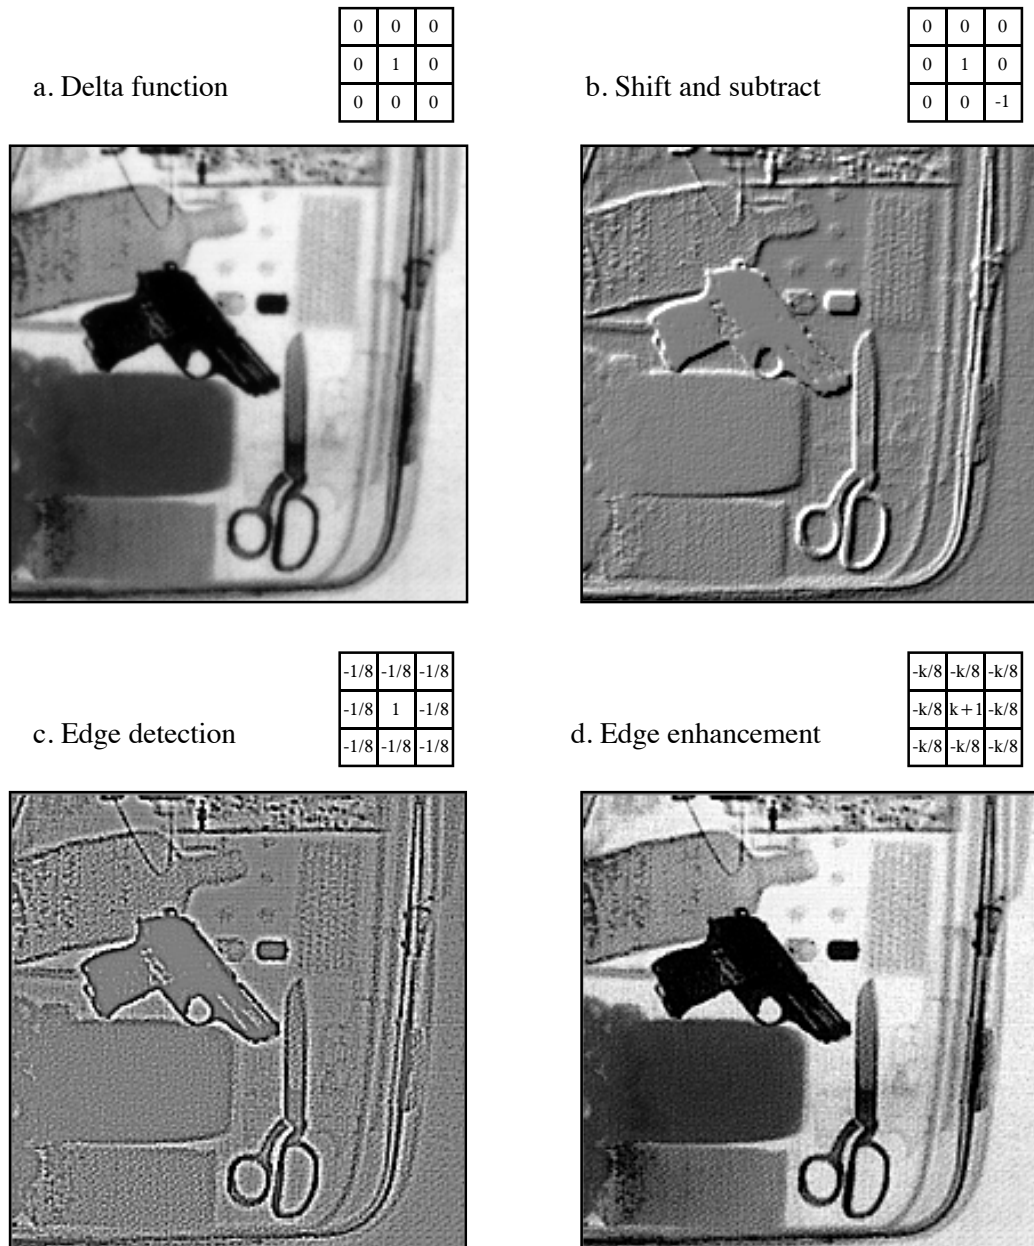 0 0 0
0 1 0
0 0 0
a. Delta function
0 0 0
0 1 0
0 0 -1
b. Shift and subtract
-1/8 -1/8 -1/8
-1/8 1 -1/8
-1/8 -1/8 -1/8
c. Edge detection
-k/8 -k/8 -k/8
-k/8 k+1 -k/8
-k/8 -k/8 -k/8
d. Edge enhancement